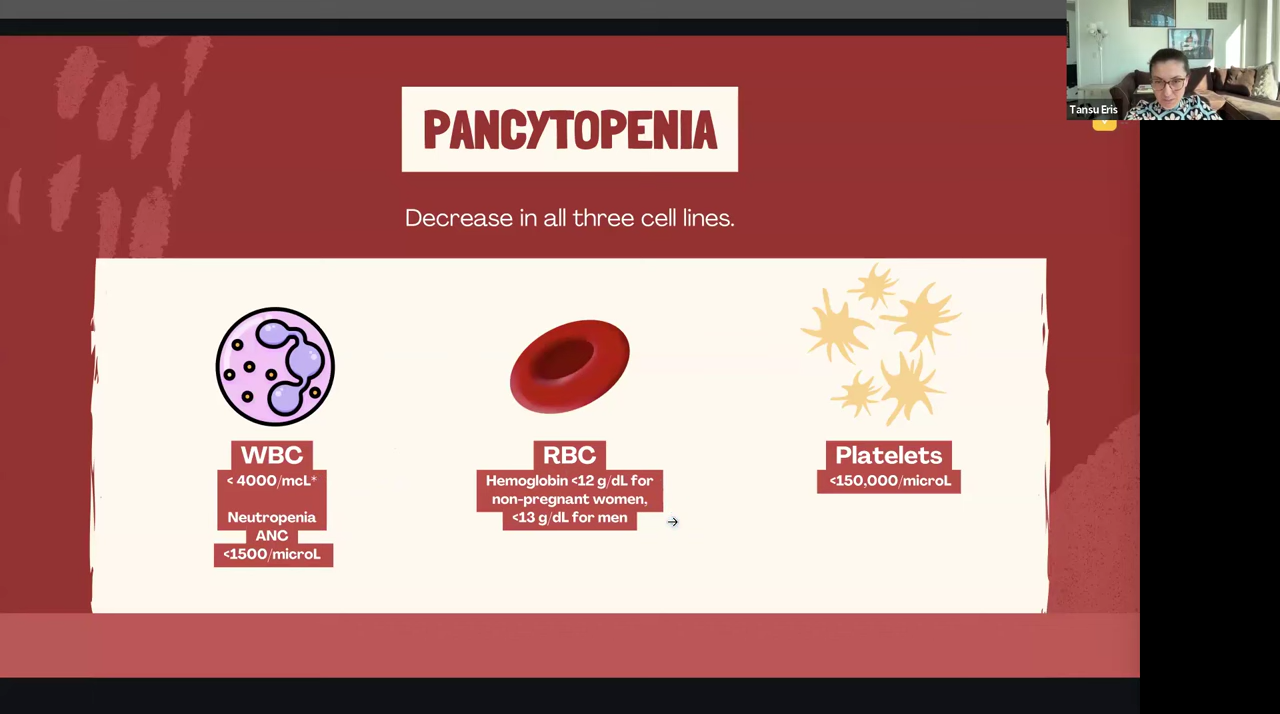 PANCYTOPENIA
Decrease in all three cell lines.
WBC
< 4000/mcL*
Neutropenia
ANC
<1500/microL
RBC
Hemoglobin <12 g/dL for
non-pregnant women,
<13 g/dL for men
Platelets
<150,000/microL
Tansu Eris